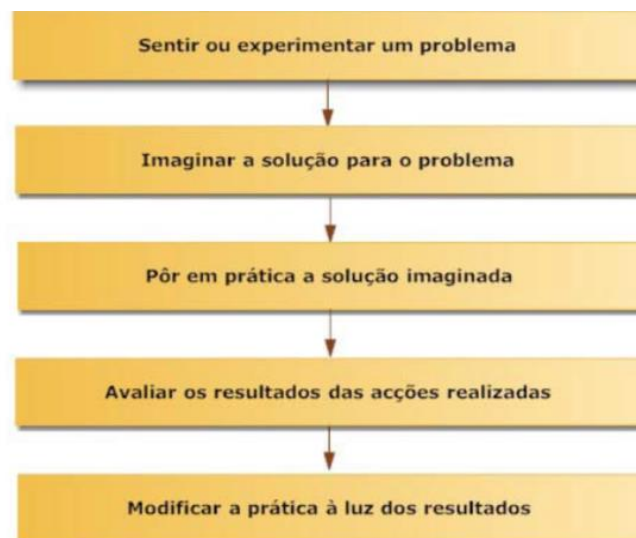 Sentir ou experimentar um problema
Imaginar a solução para o problema
Pôr em prática a solução imaginada
Avaliar os resultados das acções realizadas
Modificar a prática à luz dos resultados